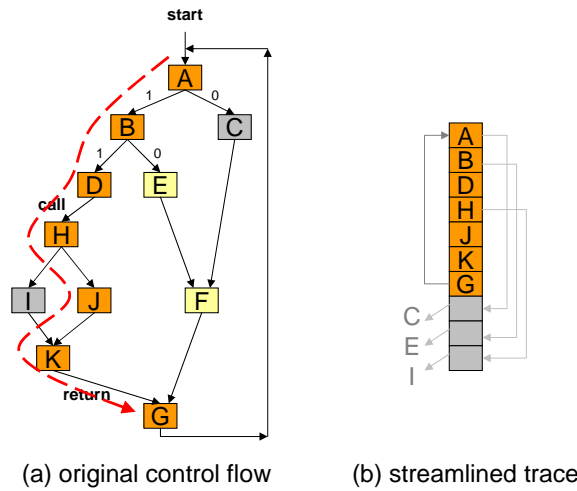 start
A
1 0
B C
1 0
D E
call
H
I J F
K
return
G
(a) original control flow
A
B
D
H
J
K
G
C
E
I
(b) streamlined trace